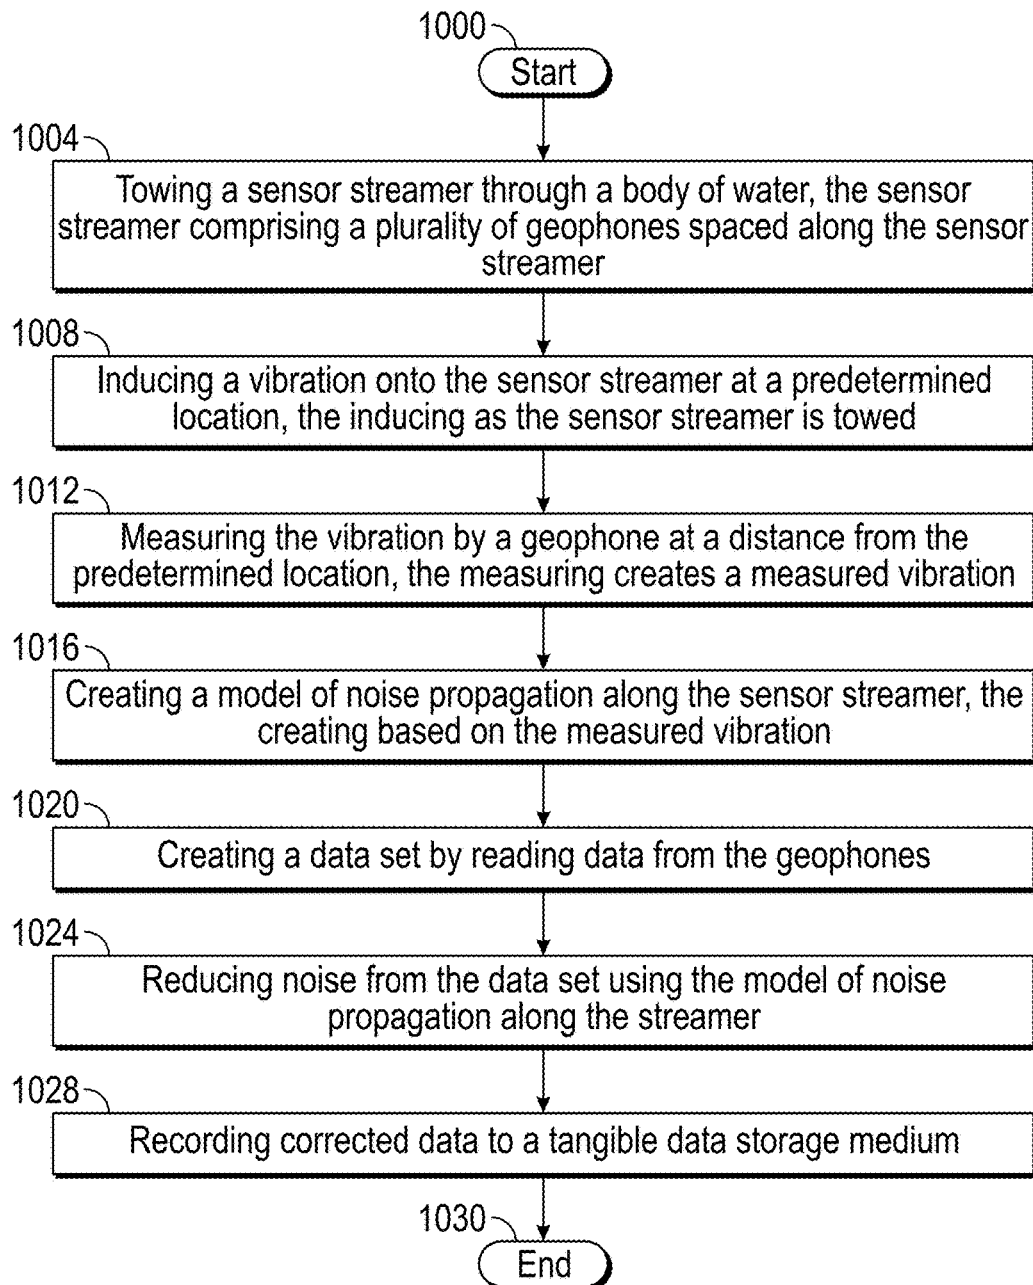 1000
Start
1004
Towing a sensor streamer through a body of water, the sensor
streamer comprising a plurality of geophones spaced along the sensor
streamer
1008
Inducing a vibration onto the sensor streamer at a predetermined
location, the inducing as the sensor streamer is towed
1012
Measuring the vibration by a geophone at a distance from the
predetermined location, the measuring creates a measured vibration
1016
Creating a model of noise propagation along the sensor streamer, the
creating based on the measured vibration
1020
Creating a data set by reading data from the geophones
1024
Reducing noise from the data set using the model of noise
propagation along the streamer
1028
Recording corrected data to a tangible data storage medium
1030
End